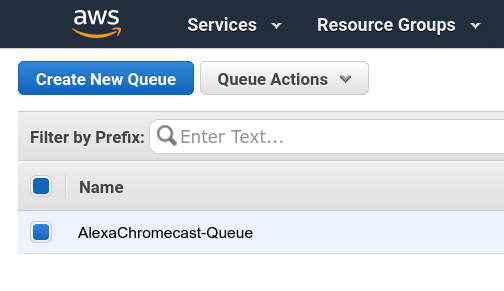 aws Services Resource Groups
Create New Queue Queue Actions
Filter by Prefix: Enter Text...
Name
AlexaChromecast-Queue